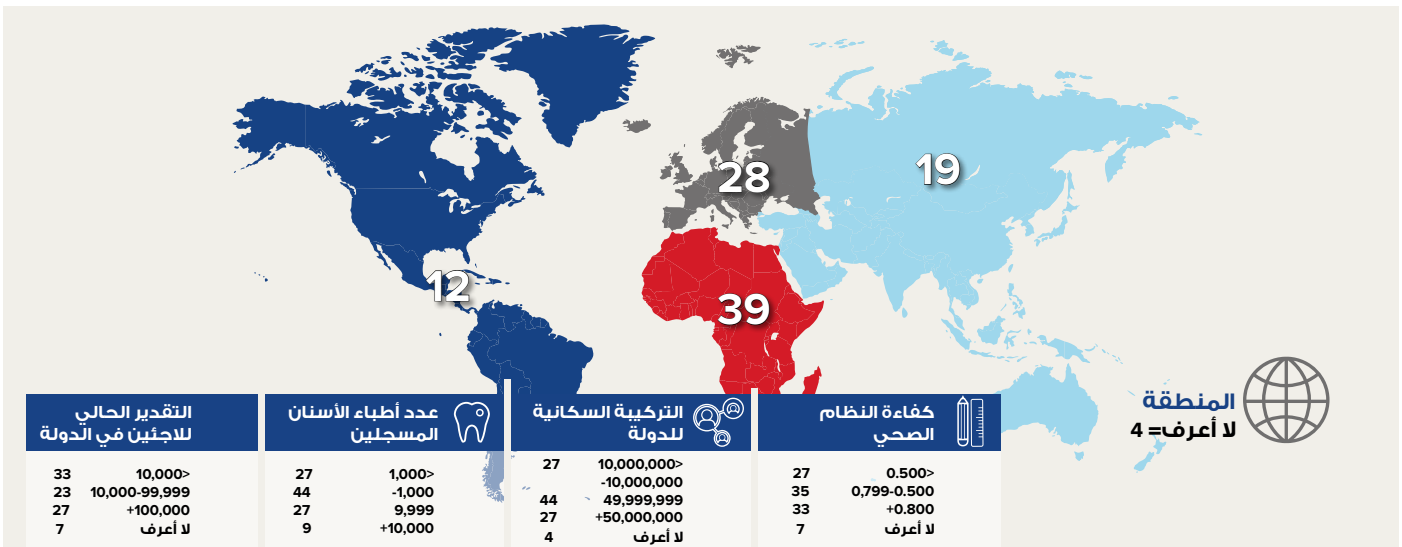 28
19
12
39
المنطقة
لا أعرف= 4
كفاءة النظام
الصحي
0.500> 27
0,799-0.500 35
+0.800 33
لا أعرف 7
التركيبة السكانية
للدولة
10,000,000> 27
-10,000,000
49,999,999 44
+50,000,000 27
لا أعرف 4
عدد أطباء الأسنان
المسجلين
1,000> 27
-1,000 44
9,999 27
+10,000 9
التقدير الحالي
للاجئين في الدولة
10,000> 33
10,000-99,999 23
+100,000 27
لا أعرف 7